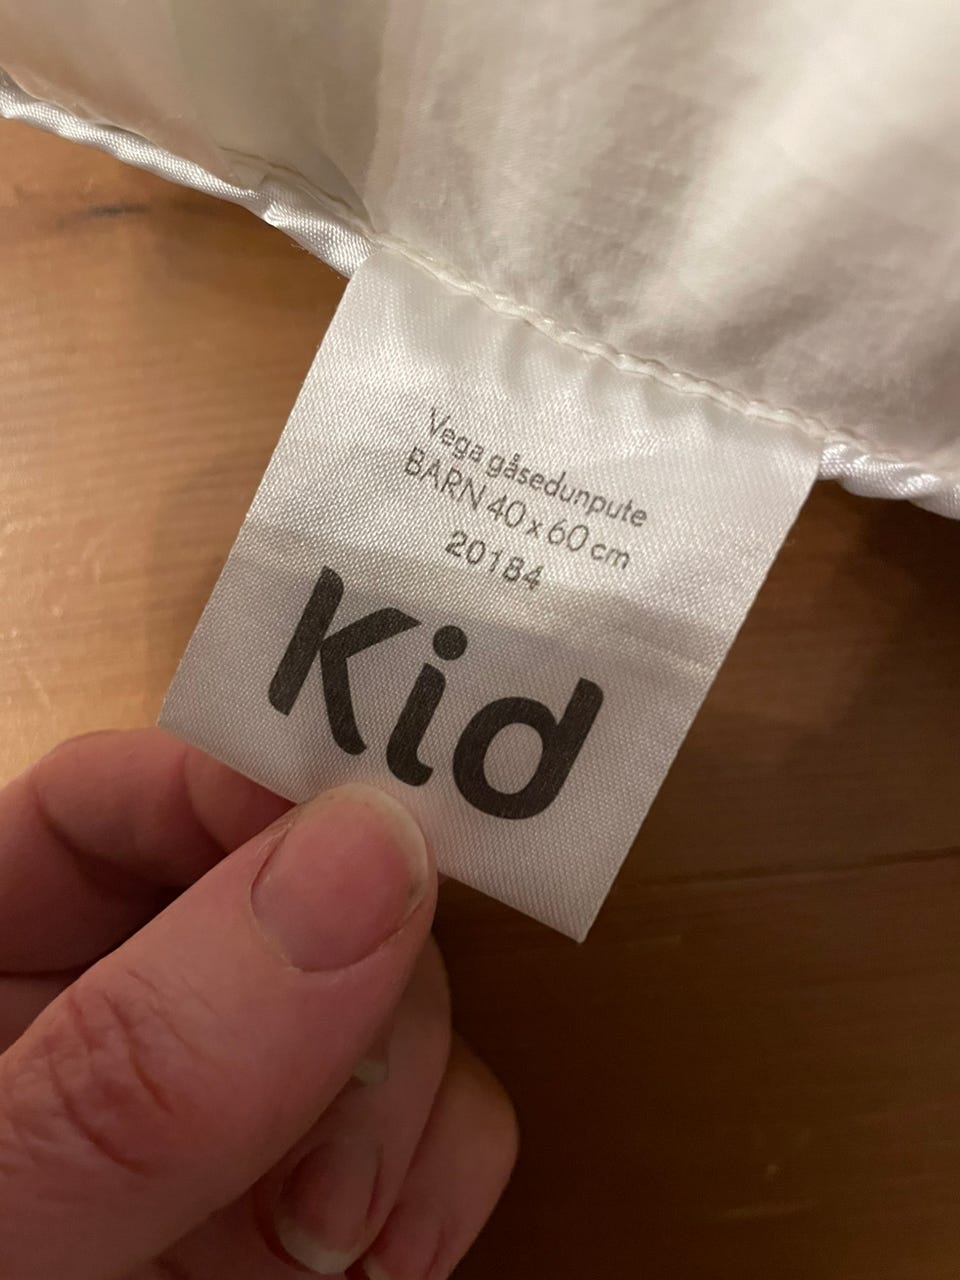 Vega gåsedunpute
BARN 40 x 60 cm
20184
Kid